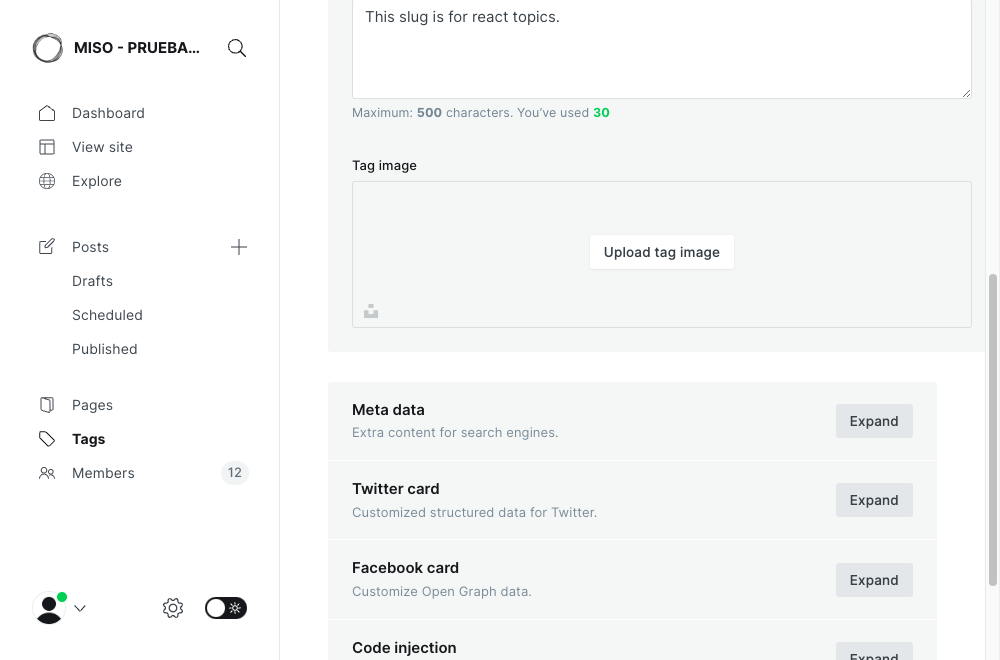 MISO - PRUEBA...
Dashboard
View site
Explore
Posts
Drafts
Scheduled
Published
Pages
Tags
Members 12
This slug is for react topics.
Maximum: 500 characters. You've used 30
Tag image
Upload tag image
Meta data
Extra content for search engines.
Expand
Twitter card
Customized structured data for Twitter.
Expand
Facebook card
Customize Open Graph data.
Expand
Code injection
Expand